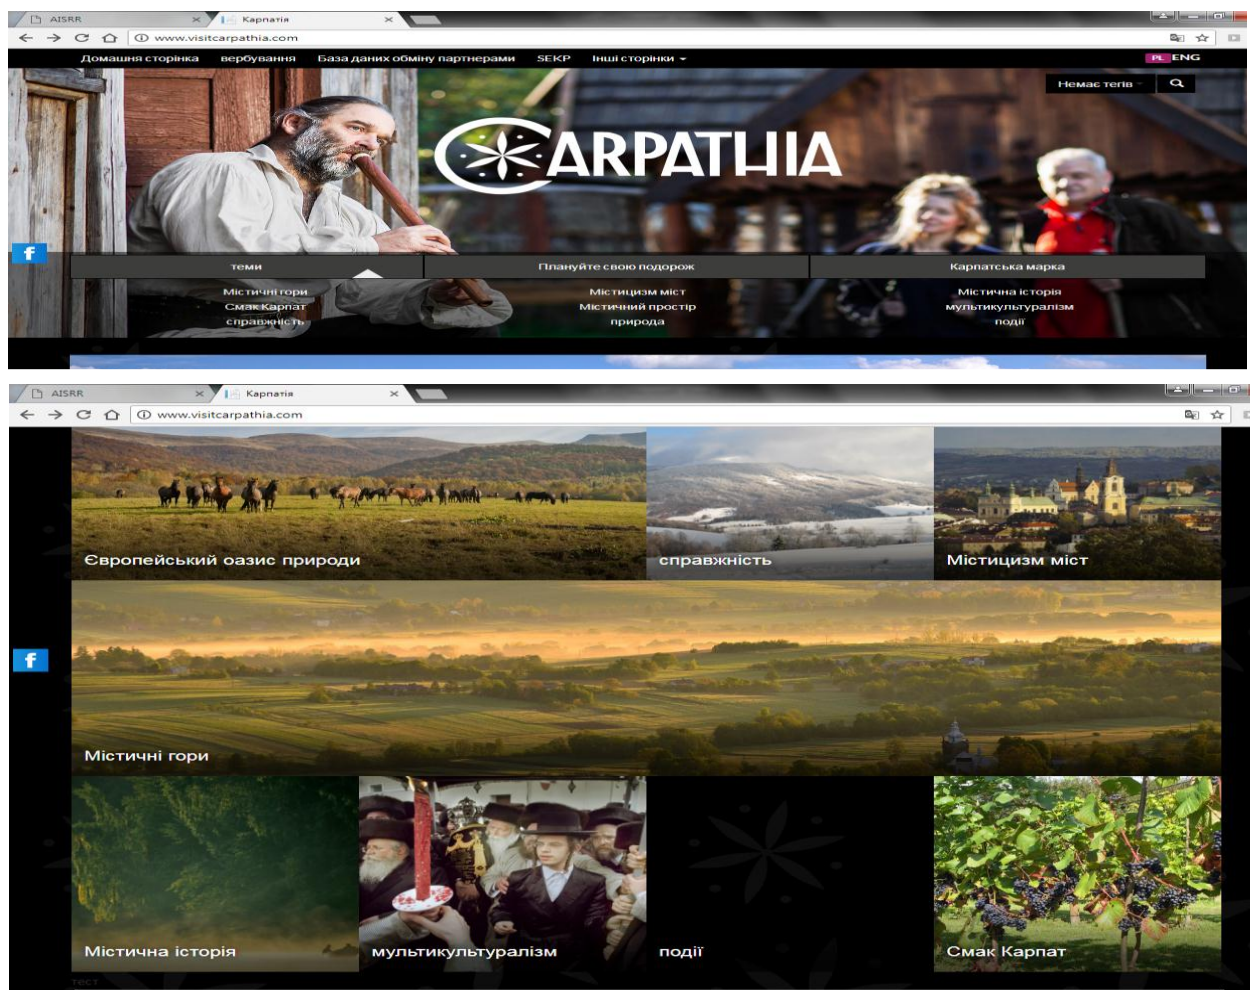 AISRR
Карпатія
www.visitcarpathia.com
Домашня сторінка вербування База даних обміну партнерами SEKP Інші сторінки PL ENG
Немає тегів
CARPATHIA
f
теми Плануйте свою подорож Карпатська марка
Містичні гори Містицизм міст Містична історія
Смак Карпат Містичний простір мультикультуралізм
справжність природа події
AISRR
Карпатія
www.visitcarpathia.com
Європейський оазис природи справжність Містицизм міст
f
Містичні гори
Містична історія мультикультуралізм події Смак Карпат
тест